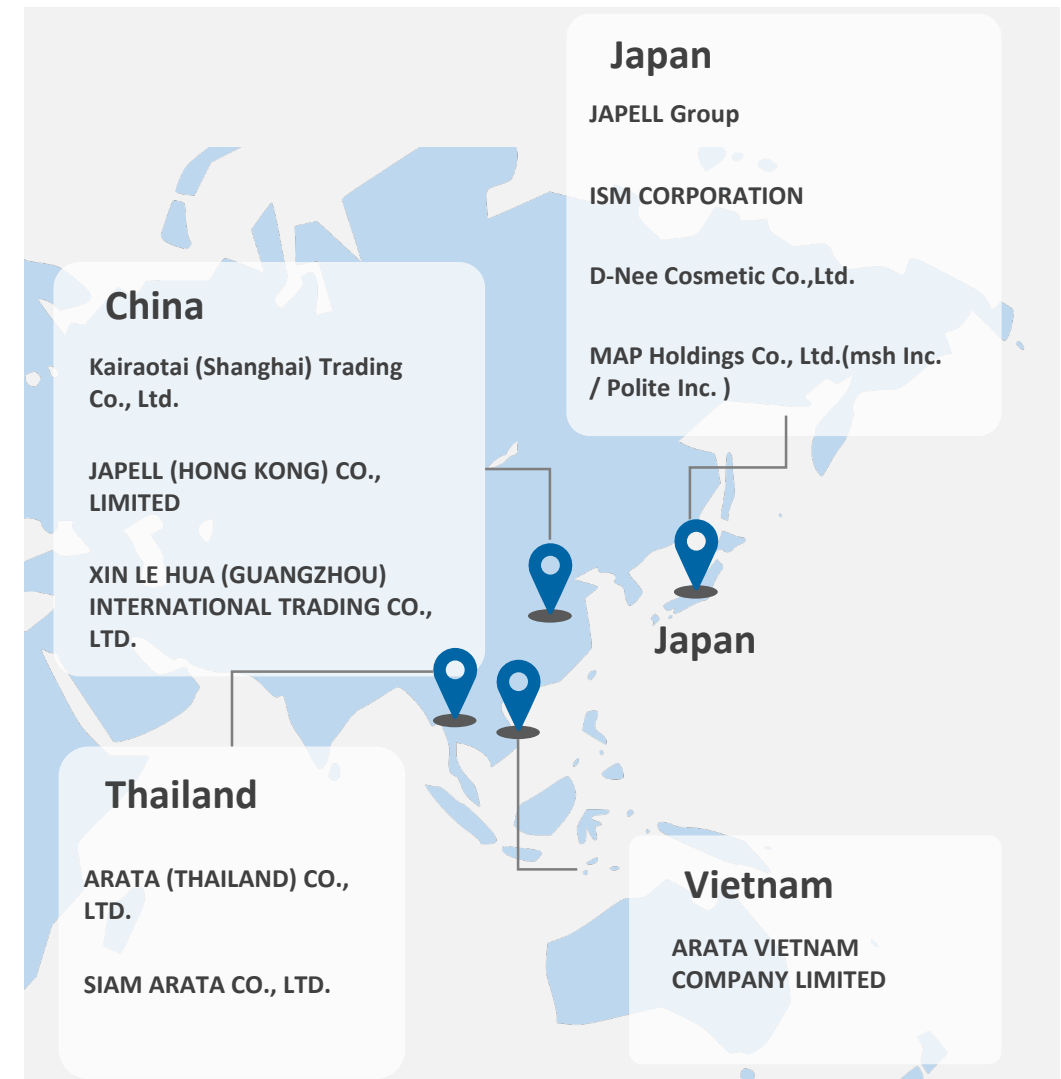 Japan
JAPELL Group
ISM CORPORATION
D-Nee Cosmetic Co.,Ltd.
MAP Holdings Co., Ltd.(msh Inc.
/ Polite Inc. )
China
Kairaotai (Shanghai) Trading
Co., Ltd.
JAPELL (HONG KONG) CO.,
LIMITED
XIN LE HUA (GUANGZHOU)
INTERNATIONAL TRADING CO.,
LTD.
Japan
Thailand
ARATA (THAILAND) CO.,
LTD.
SIAM ARATA CO., LTD.
Vietnam
ARATA VIETNAM
COMPANY LIMITED